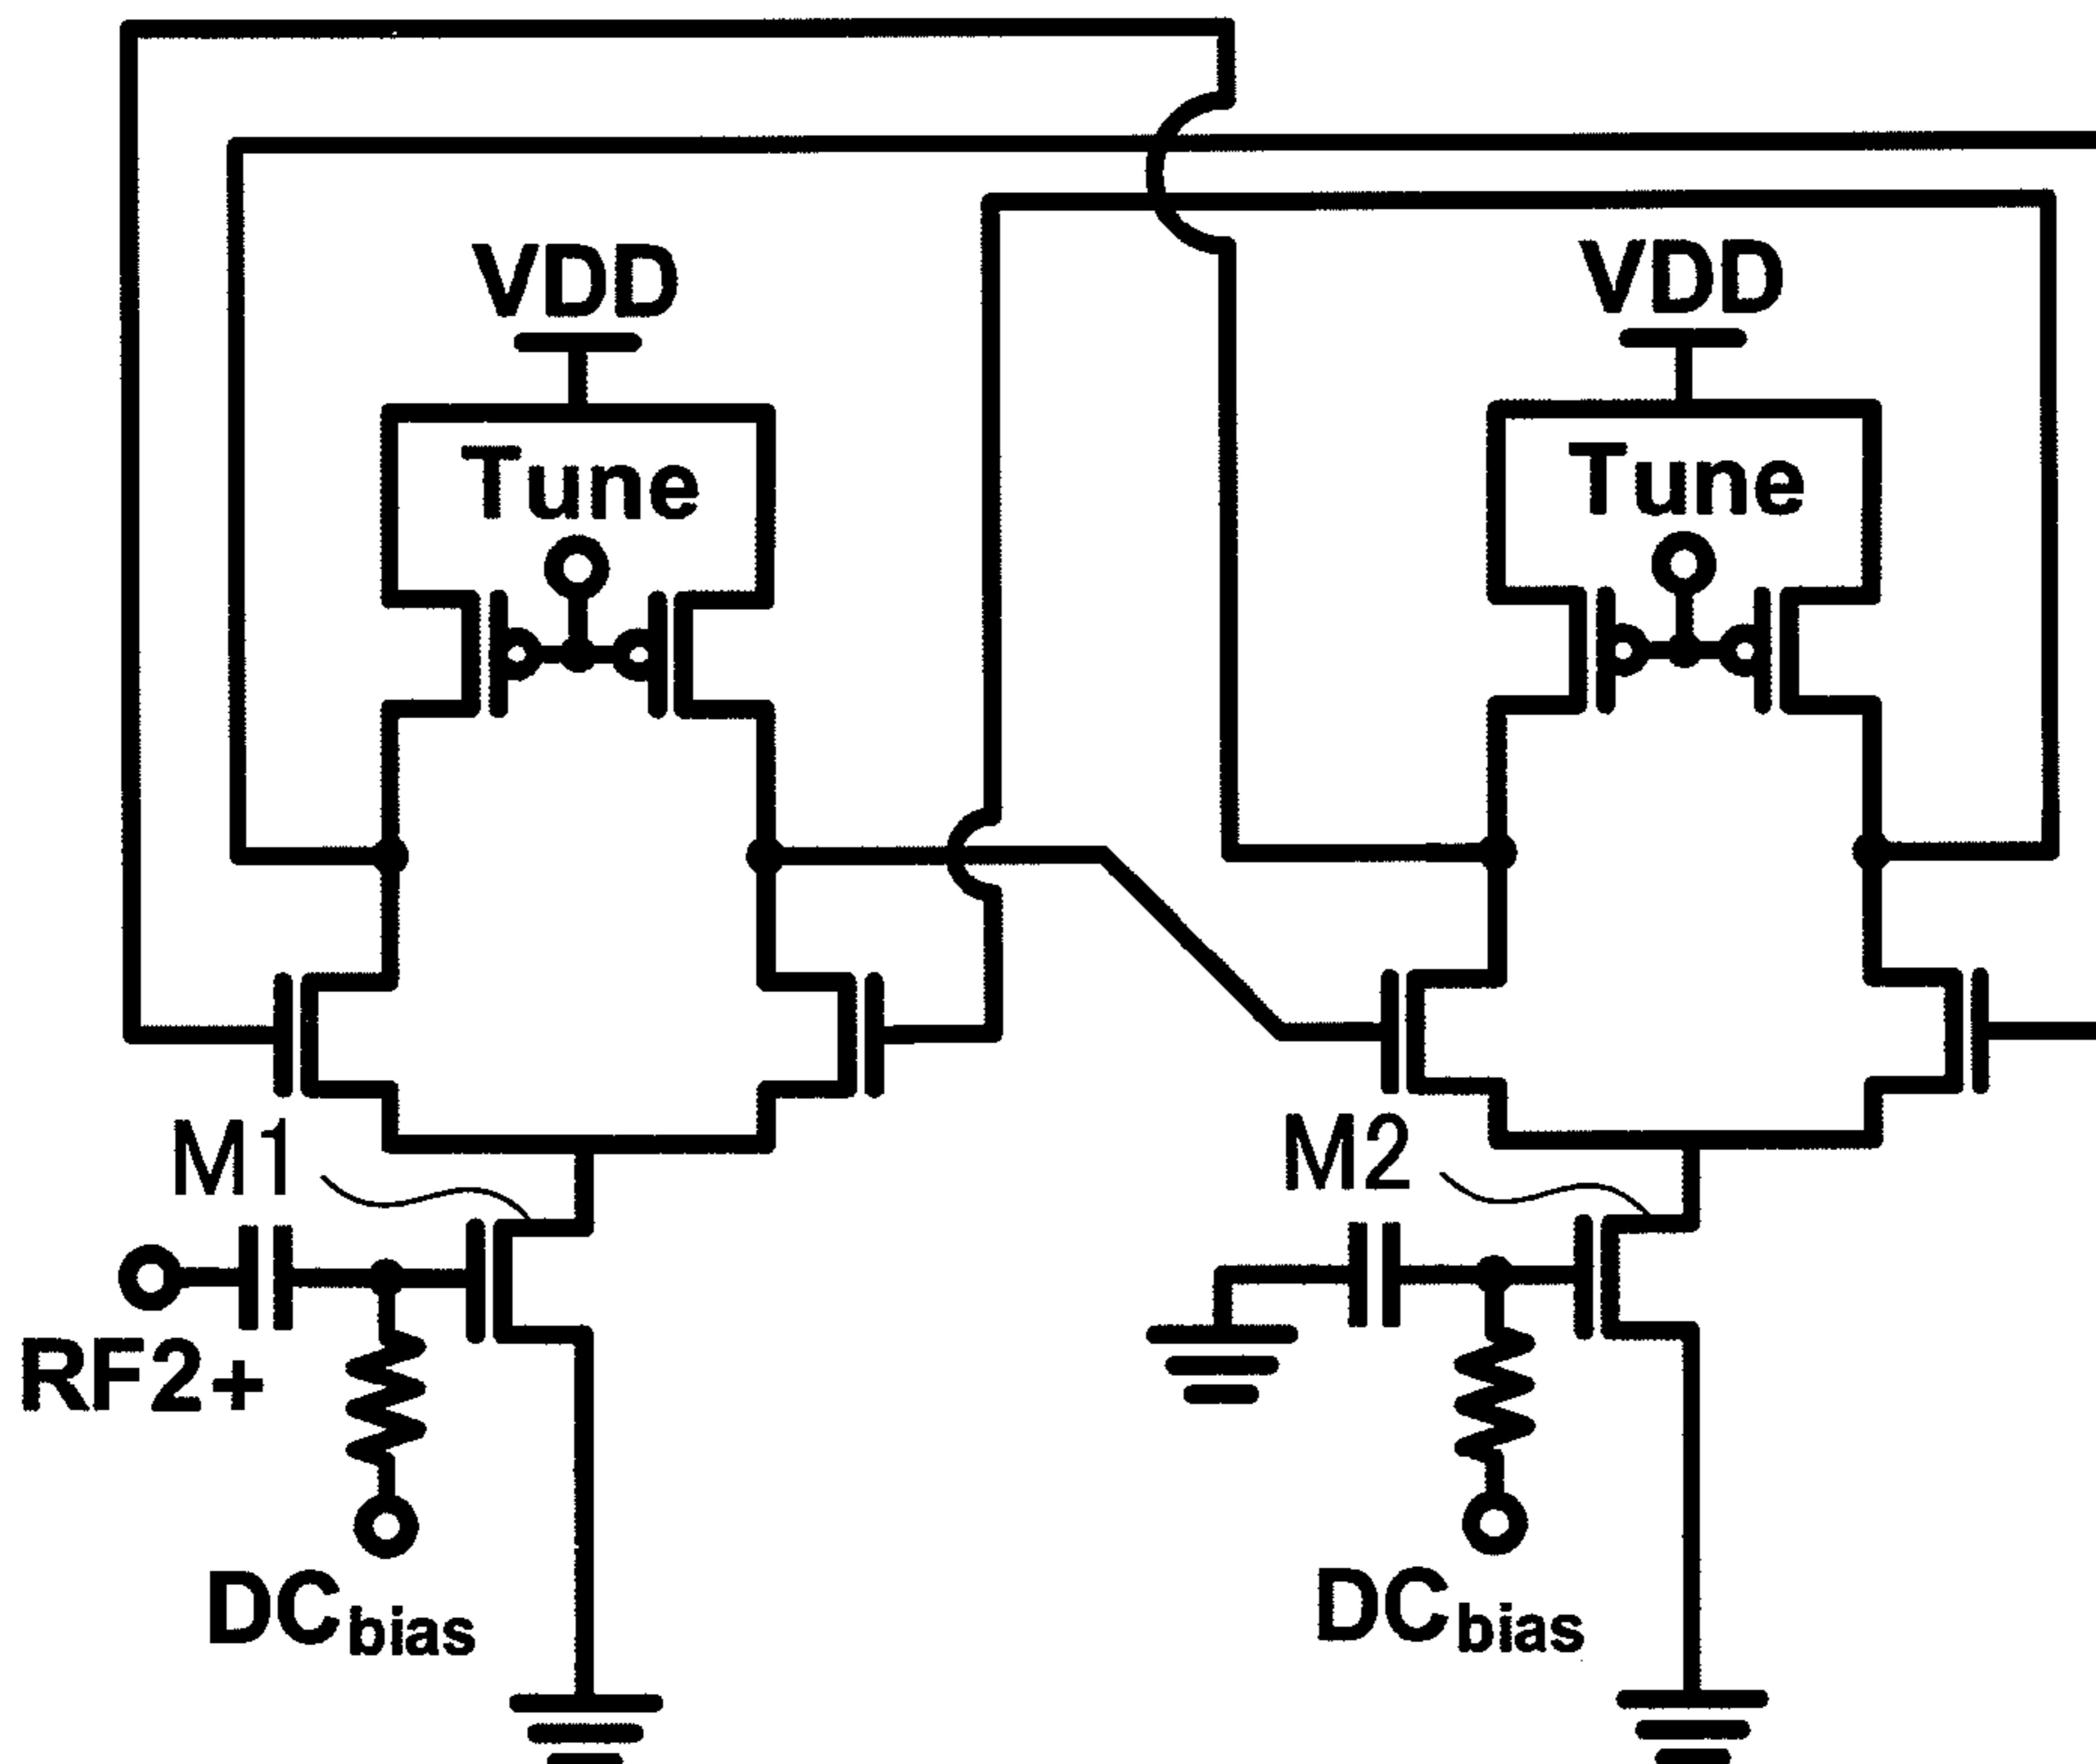 VDD
VDD
Tune
Tune
M1
M2
RF2+
DCbias
DCbias